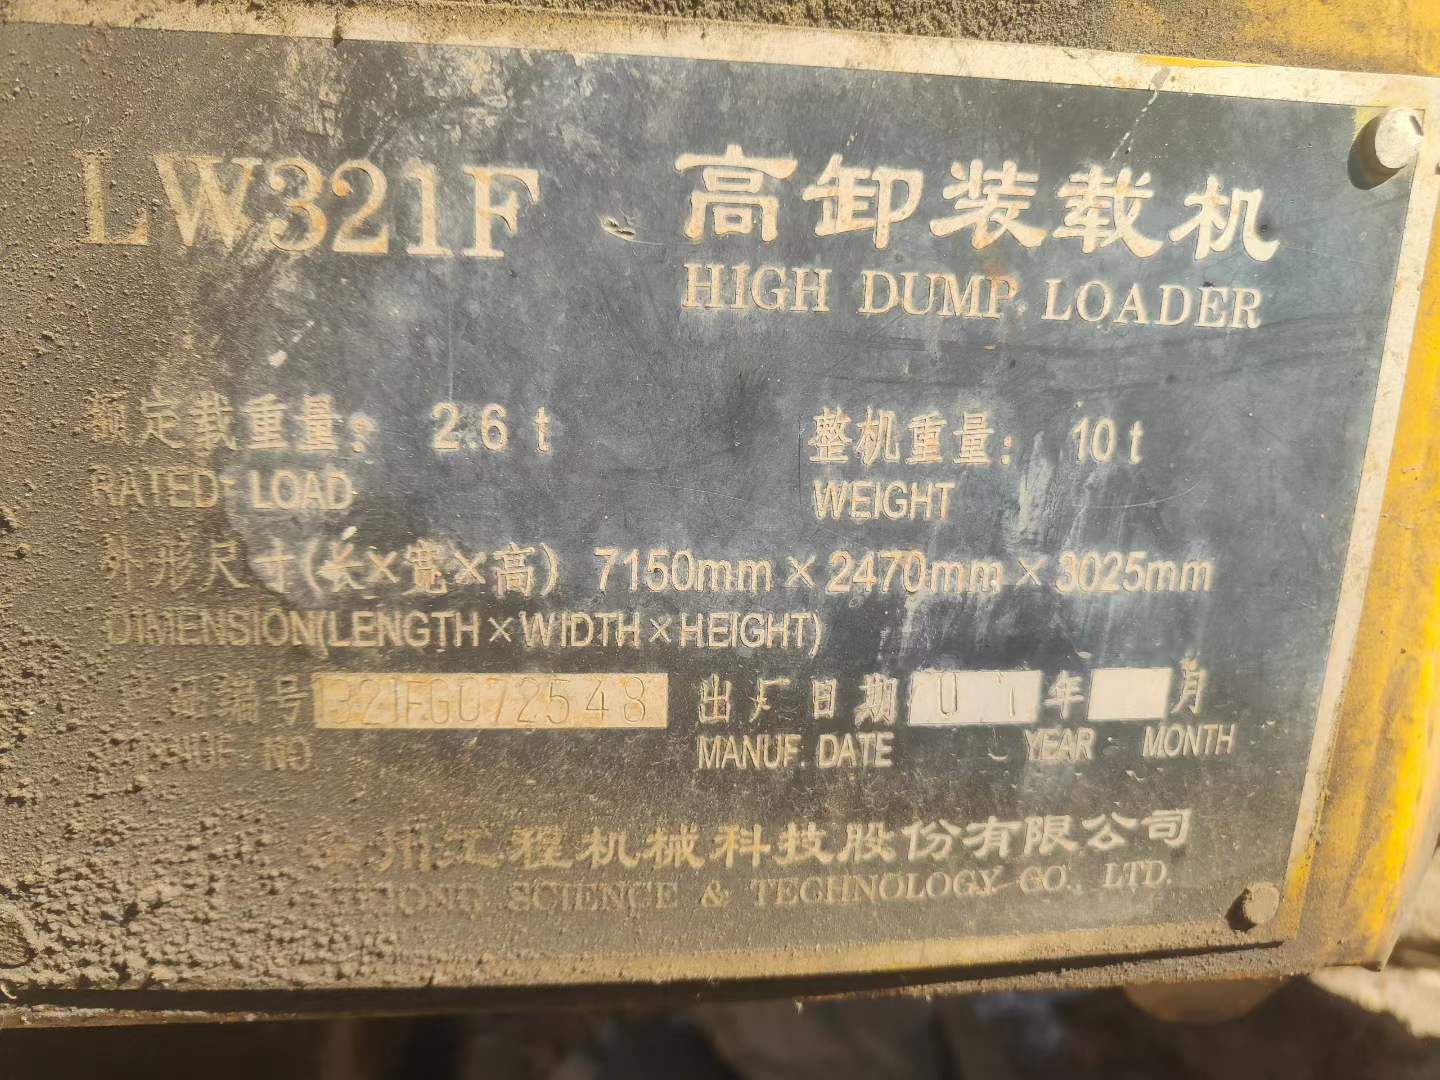 LW321F 高卸装载机
HIGH DUMP LOADER
额定载重量: 2.6 t 整机重量: 10 t
RATED LOAD WEIGHT
外形尺寸(长×宽×高) 7150mm×2470mm×3025mm
DIMENSION(LENGTH×WIDTH×HEIGHT)
编号 321FG072548 出厂日期 07 年 月
NO MANUF. DATE YEAR MONTH
州工程机械科技股份有限公司
SCIENCE & TECHNOLOGY CO., LTD.